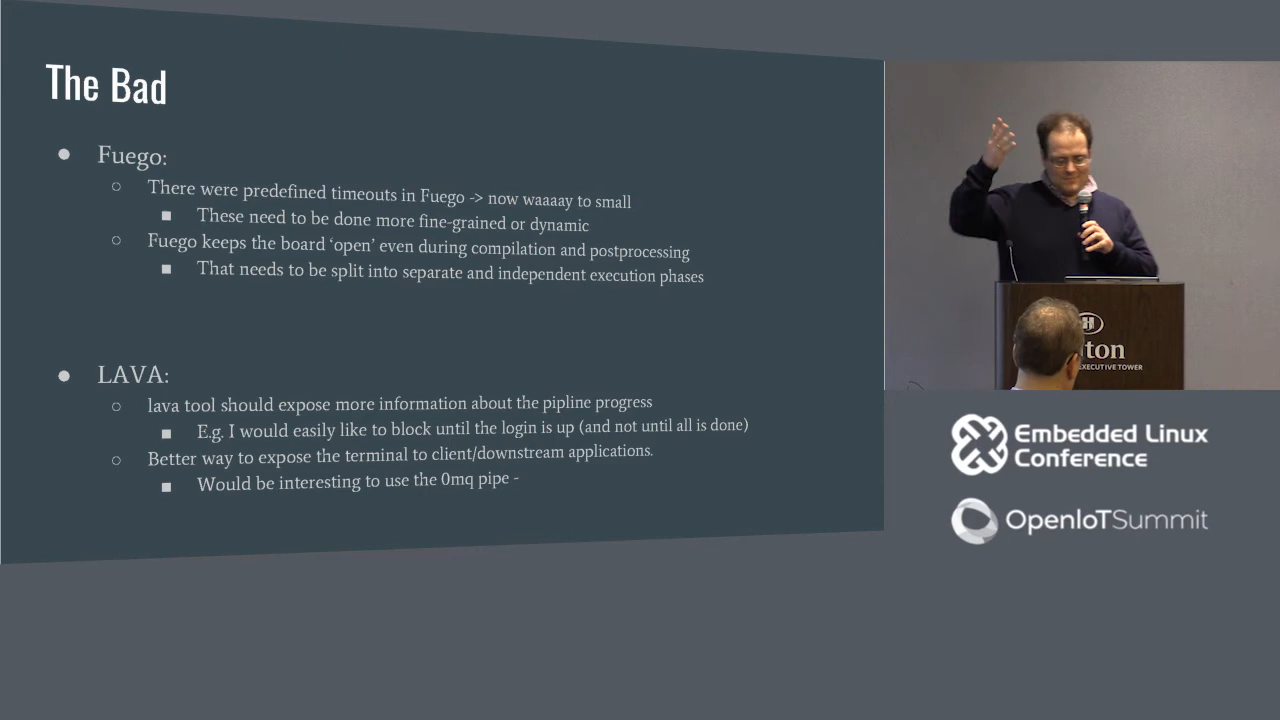 The Bad
● Fuego:
○ There were predefined timeouts in Fuego -> now waaaay to small
■ These need to be done more fine-grained or dynamic
○ Fuego keeps the board ‘open’ even during compilation and postprocessing
■ That needs to be split into separate and independent execution phases
● LAVA:
○ lava tool should expose more information about the pipline progress
■ E.g. I would easily like to block until the login is up (and not until all is done)
○ Better way to expose the terminal to client/downstream applications.
■ Would be interesting to use the 0mq pipe -
H
EXECUTIVE TOWER
Embedded Linux
Conference
OpenIoTSummit